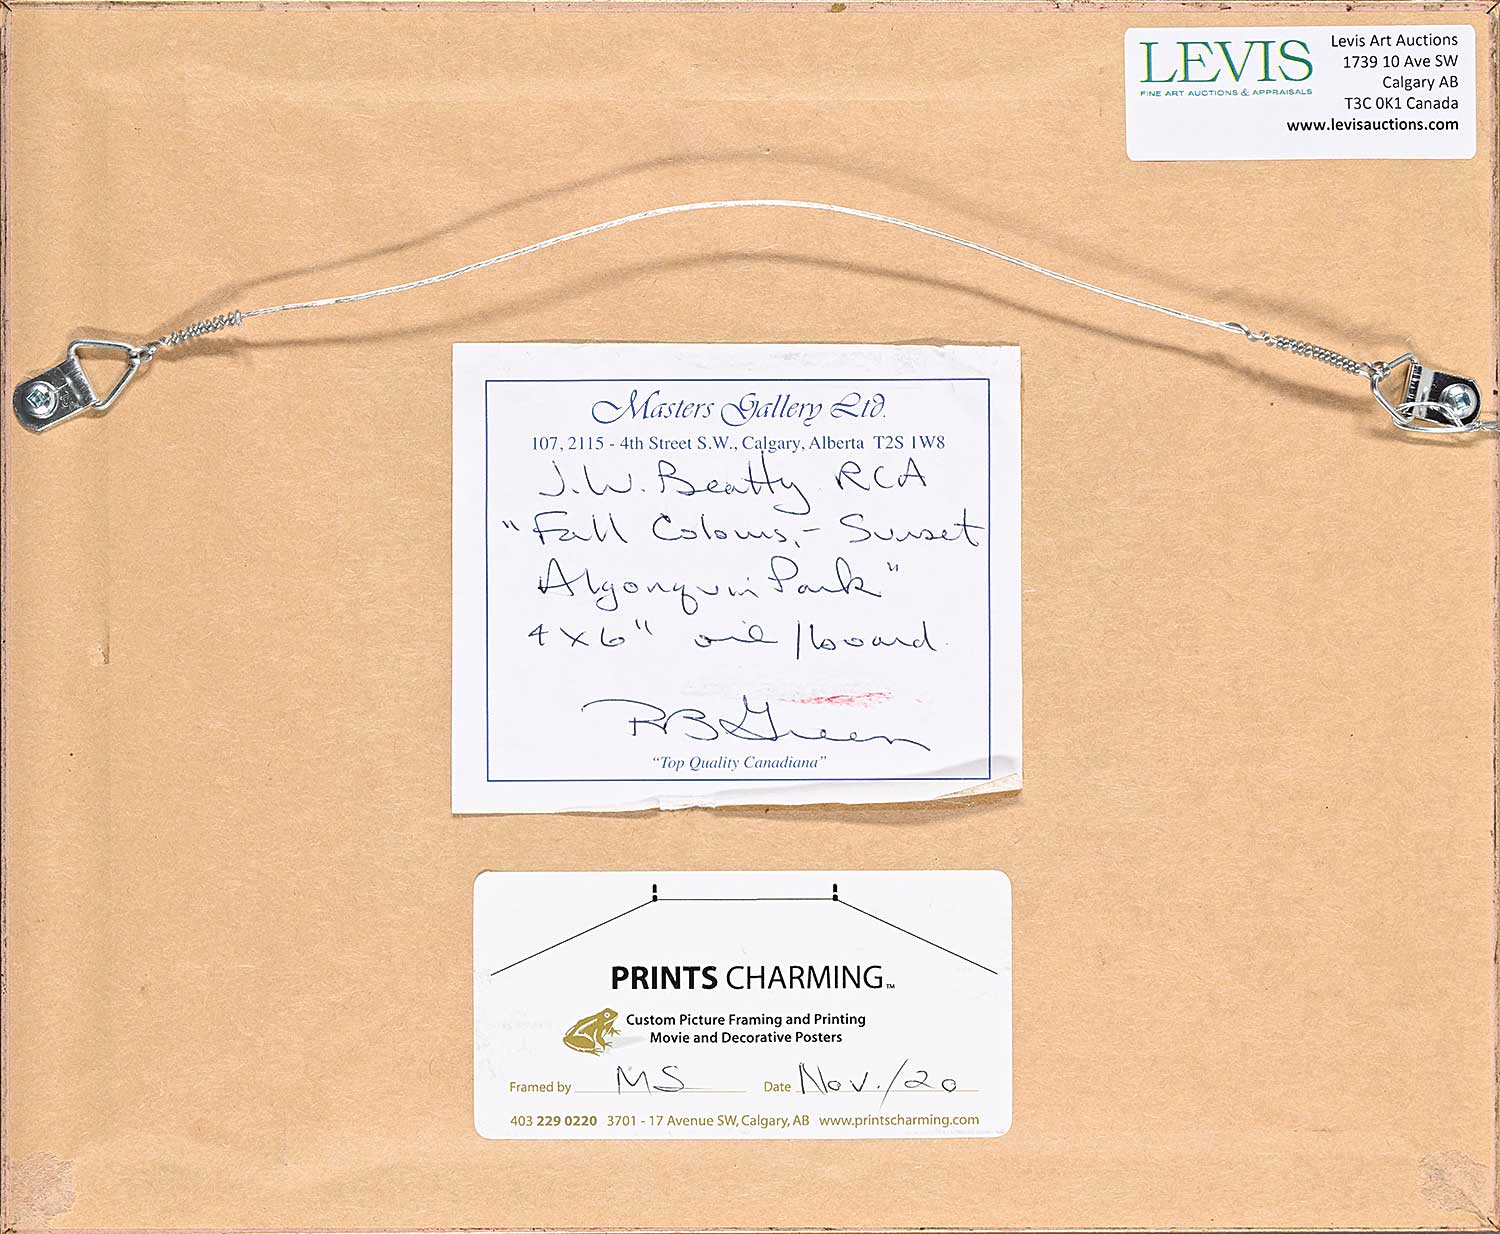 LEVIS
FINE ART AUCTIONS & APPRAISALS
Levis Art Auctions
1739 10 Ave SW
Calgary AB
T3C 0K1 Canada
www.levisauctions.com
Masters Gallery Ltd.
107, 2115 - 4th Street S.W., Calgary, Alberta T2S 1W8
J.W. Beatty RCA
"Fall Colours, - Sunset
Algonquin Park"
4 x 6" oil/board.
RB Green
"Top Quality Canadiana"
PRINTS CHARMING™
Custom Picture Framing and Printing
Movie and Decorative Posters
Framed by MS Date Nov./20
403 229 0220 3701 - 17 Avenue SW, Calgary, AB www.printscharming.com